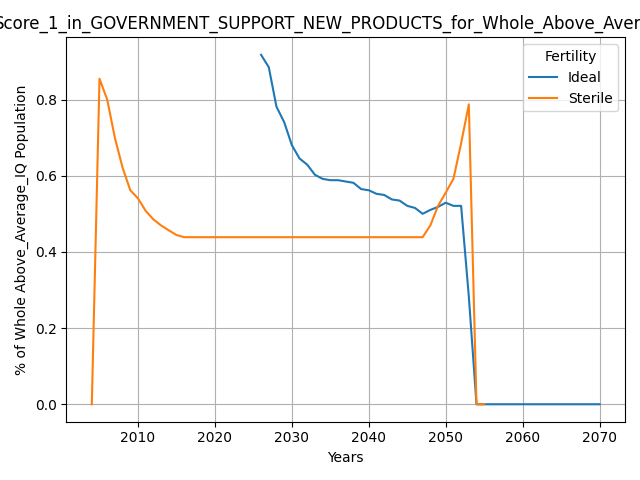 Score_1_in_GOVERNMENT_SUPPORT_NEW_PRODUCTS_for_Whole_Above_Aver
Fertility
Ideal
Sterile
% of Whole Above_Average_IQ Population
0.8
0.6
0.4
0.2
0.0
2010 2020 2030 2040 2050 2060 2070
Years